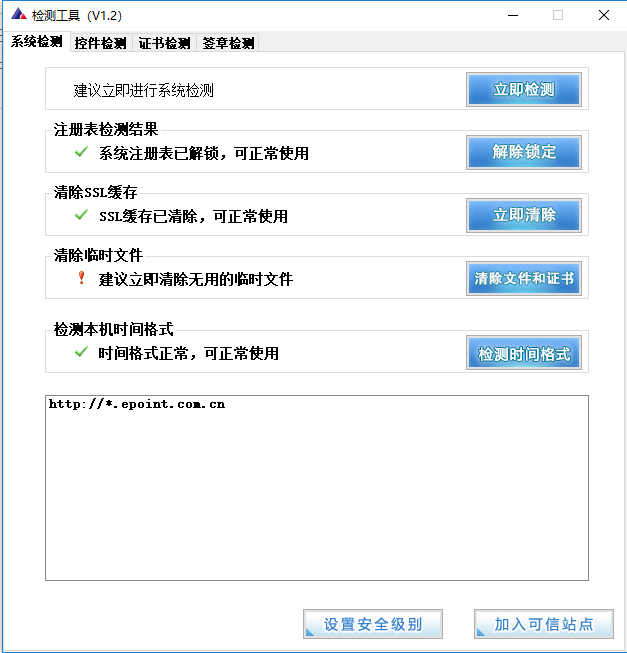 检测工具（V1.2）
系统检测 控件检测 证书检测 签章检测
建议立即进行系统检测 立即检测
注册表检测结果
系统注册表已解锁，可正常使用 解除锁定
清除SSL缓存
SSL缓存已清除，可正常使用 立即清除
清除临时文件
建议立即清除无用的临时文件 清除文件和证书
检测本机时间格式
时间格式正常，可正常使用 检测时间格式
http://*.epoint.com.cn
设置安全级别 加入可信站点